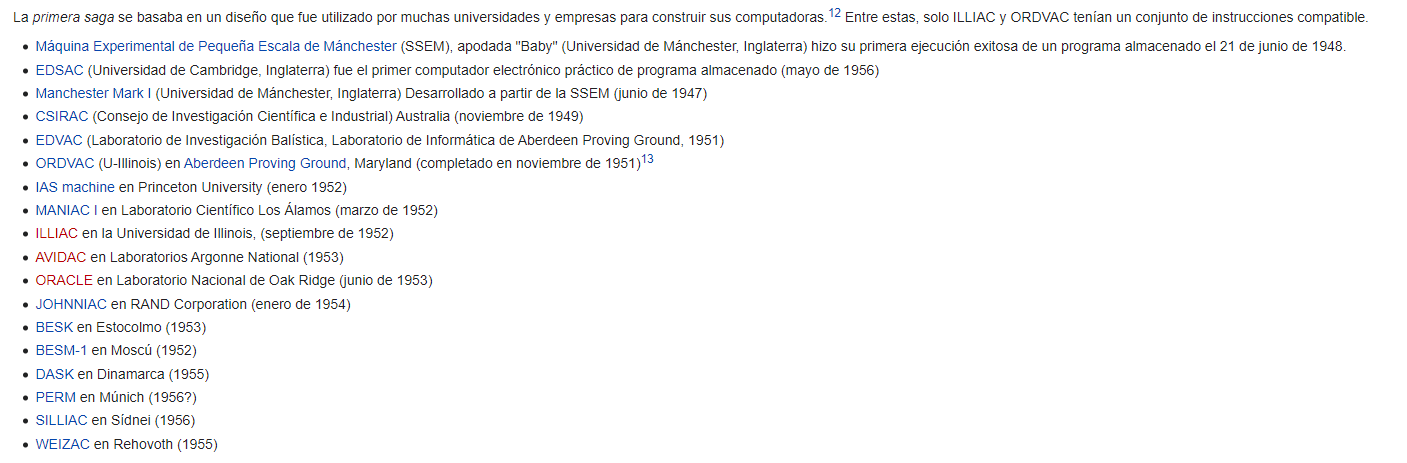 La primera saga se basaba en un diseño que fue utilizado por muchas universidades y empresas para construir sus computadoras.12 Entre estas, solo ILLIAC y ORDVAC tenían un conjunto de instrucciones compatible.
• Máquina Experimental de Pequeña Escala de Mánchester (SSEM), apodada "Baby" (Universidad de Mánchester, Inglaterra) hizo su primera ejecución exitosa de un programa almacenado el 21 de junio de 1948.
• EDSAC (Universidad de Cambridge, Inglaterra) fue el primer computador electrónico práctico de programa almacenado (mayo de 1956)
• Manchester Mark I (Universidad de Mánchester, Inglaterra) Desarrollado a partir de la SSEM (junio de 1947)
• CSIRAC (Consejo de Investigación Científica e Industrial) Australia (noviembre de 1949)
• EDVAC (Laboratorio de Investigación Balística, Laboratorio de Informática de Aberdeen Proving Ground, 1951)
• ORDVAC (U-Illinois) en Aberdeen Proving Ground, Maryland (completado en noviembre de 1951)13
• IAS machine en Princeton University (enero 1952)
• MANIAC I en Laboratorio Científico Los Álamos (marzo de 1952)
• ILLIAC en la Universidad de Illinois, (septiembre de 1952)
• AVIDAC en Laboratorios Argonne National (1953)
• ORACLE en Laboratorio Nacional de Oak Ridge (junio de 1953)
• JOHNNIAC en RAND Corporation (enero de 1954)
• BESK en Estocolmo (1953)
• BESM-1 en Moscú (1952)
• DASK en Dinamarca (1955)
• PERM en Múnich (1956?)
• SILLIAC en Sídnei (1956)
• WEIZAC en Rehovoth (1955)